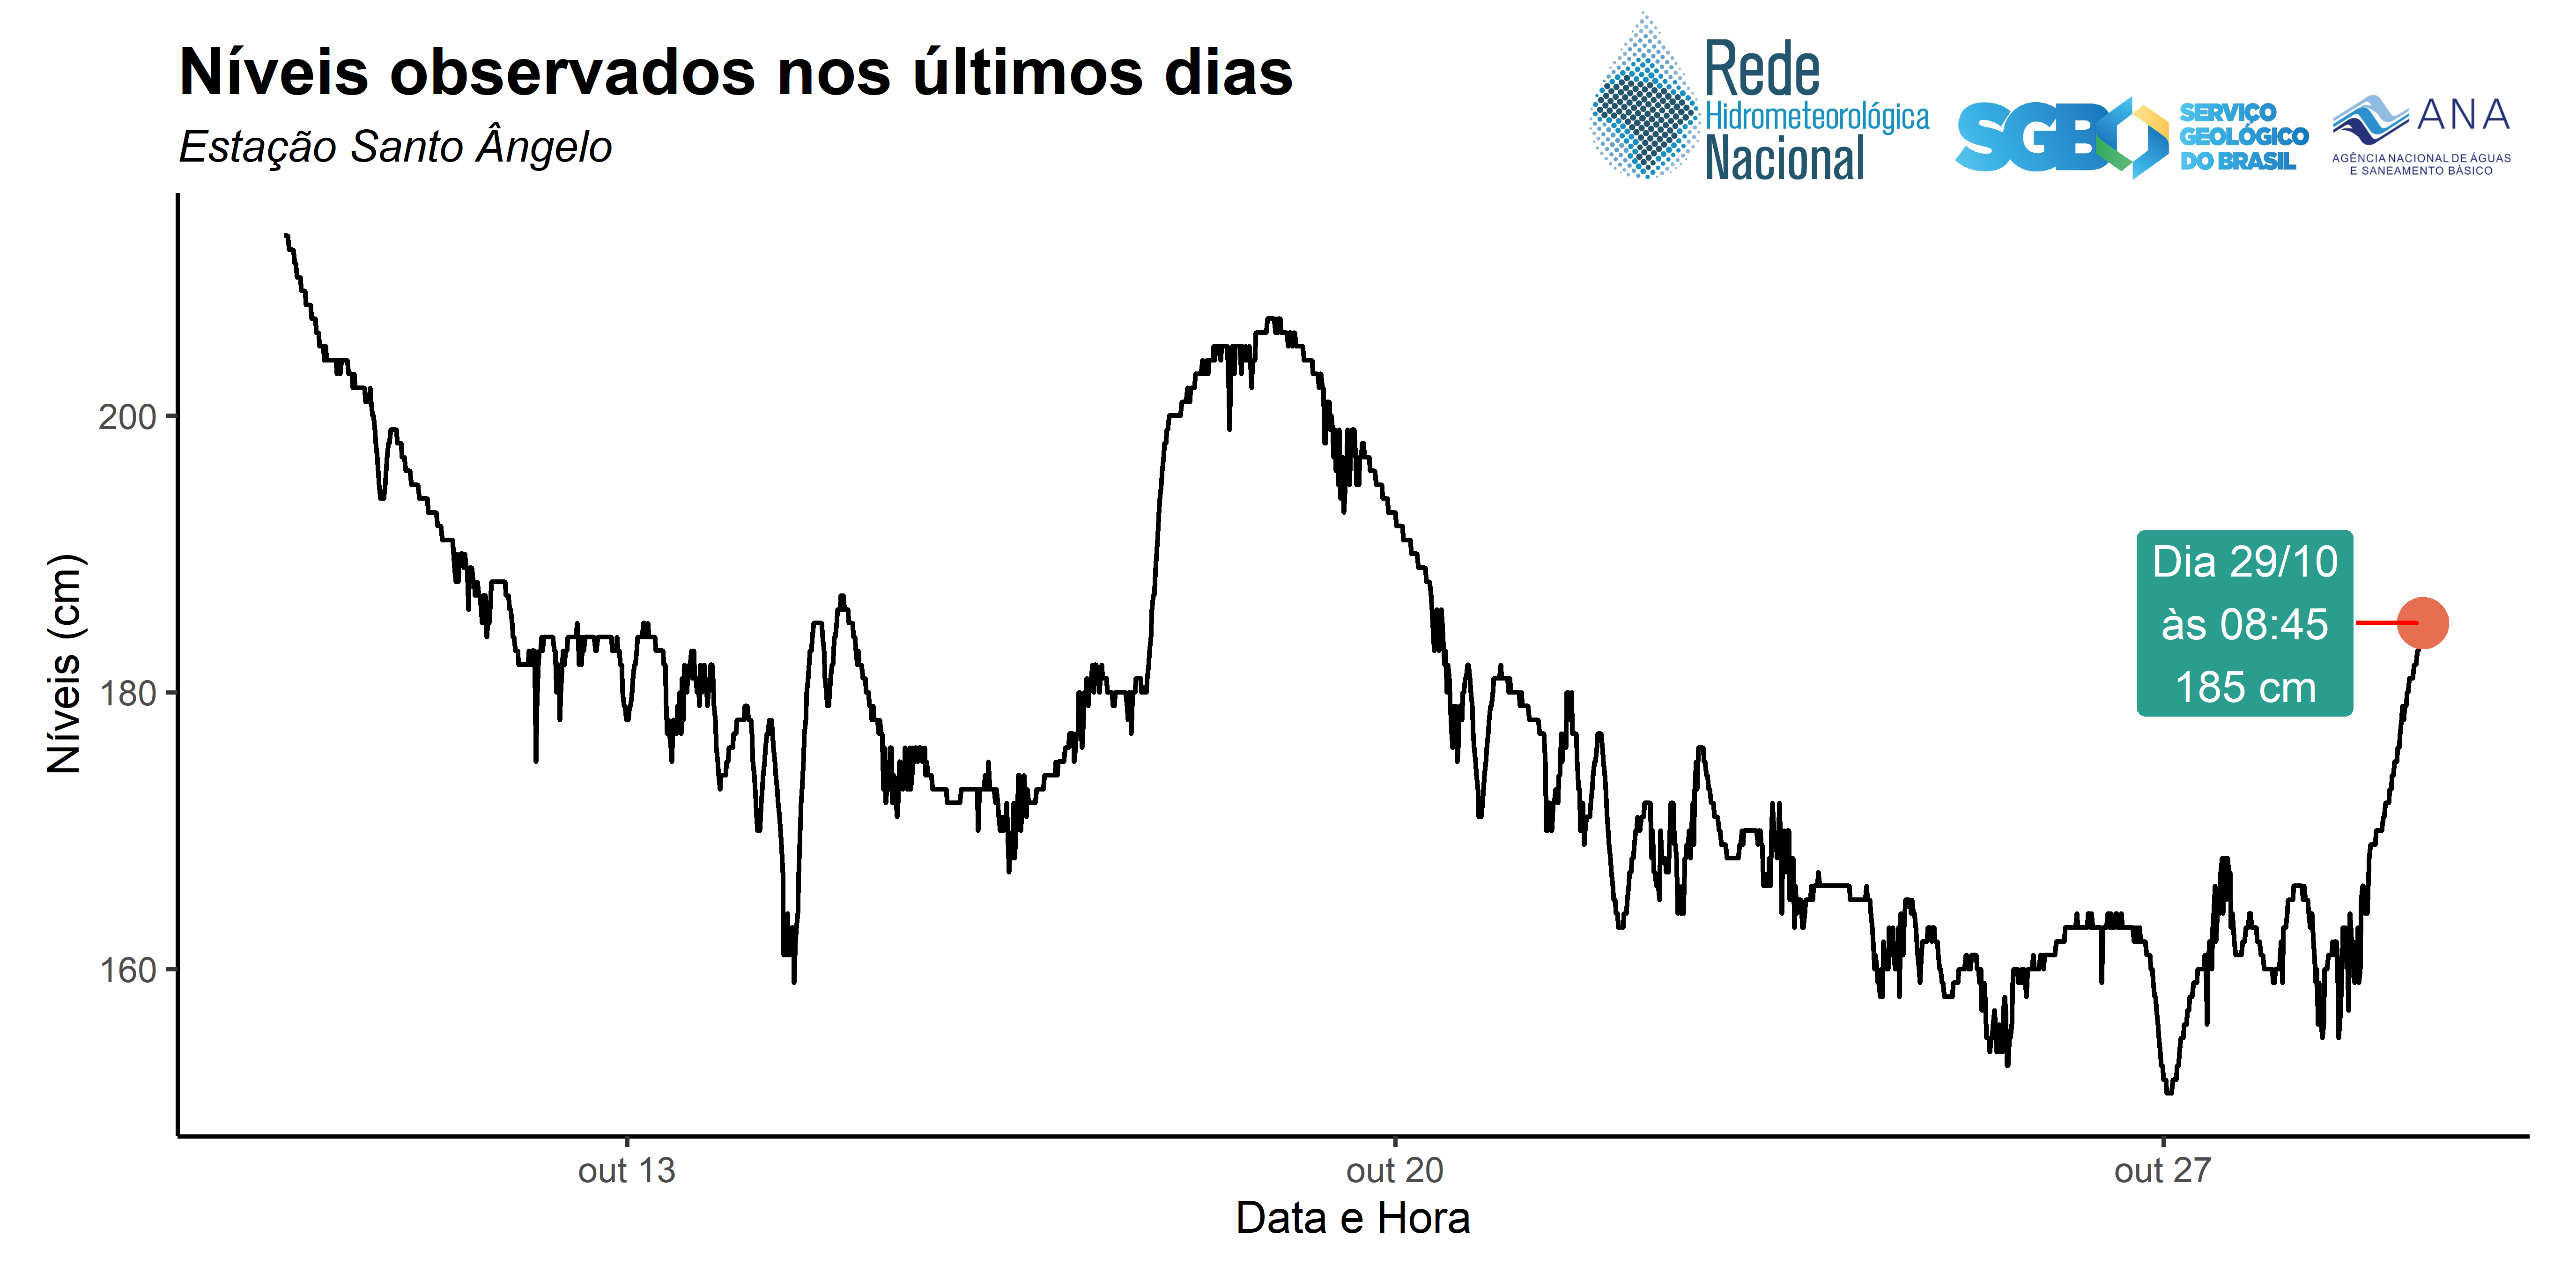 Níveis observados nos últimos dias
Estação Santo Ângelo
Rede
Hidrometeorológica
Nacional
SGB
SERVIÇO
GEOLÓGICO
DO BRASIL
ANA
AGÊNCIA NACIONAL DE ÁGUAS
E SANEAMENTO BÁSICO
Níveis (cm)
200
180
160
Dia 29/10
às 08:45
185 cm
out 13
out 20
out 27
Data e Hora